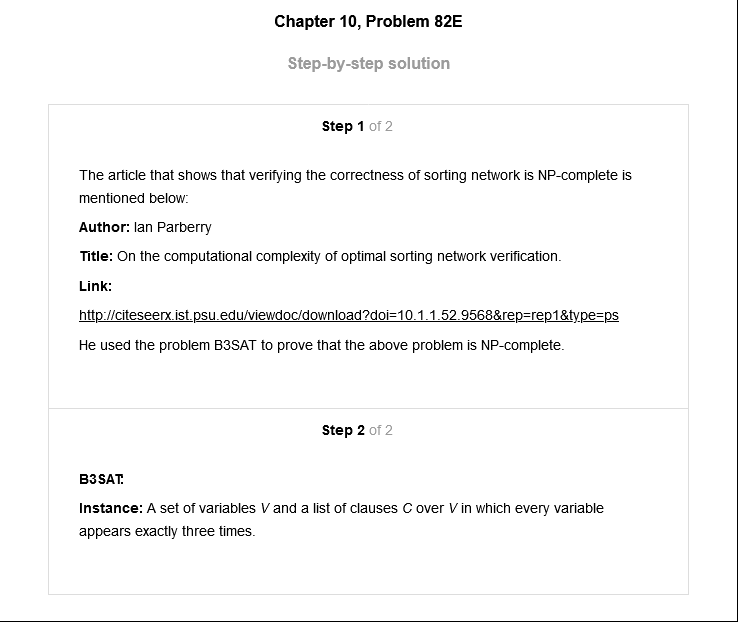 Chapter 10, Problem 82E
Step-by-step solution
Step 1 of 2
The article that shows that verifying the correctness of sorting network is NP-complete is
mentioned below:
Author: Ian Parberry
Title: On the computational complexity of optimal sorting network verification.
Link:
http://citeseerx.ist.psu.edu/viewdoc/download?doi=10.1.1.52.9568&rep=rep1&type=ps
He used the problem B3SAT to prove that the above problem is NP-complete.
Step 2 of 2
B3SAT:
Instance: A set of variables V and a list of clauses C over V in which every variable
appears exactly three times.